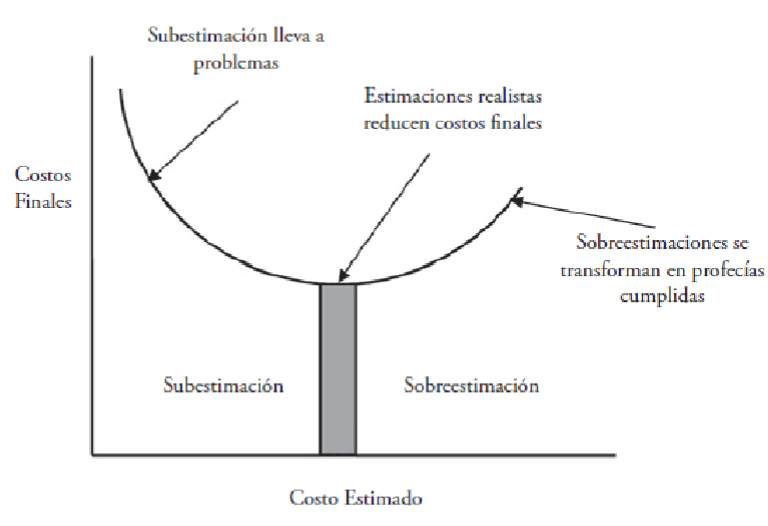 Subestimación lleva a
problemas
Estimaciones realistas
reducen costos finales
Costos
Finales
Sobreestimaciones se
transforman en profecías
cumplidas
Subestimación
Sobreestimación
Costo Estimado